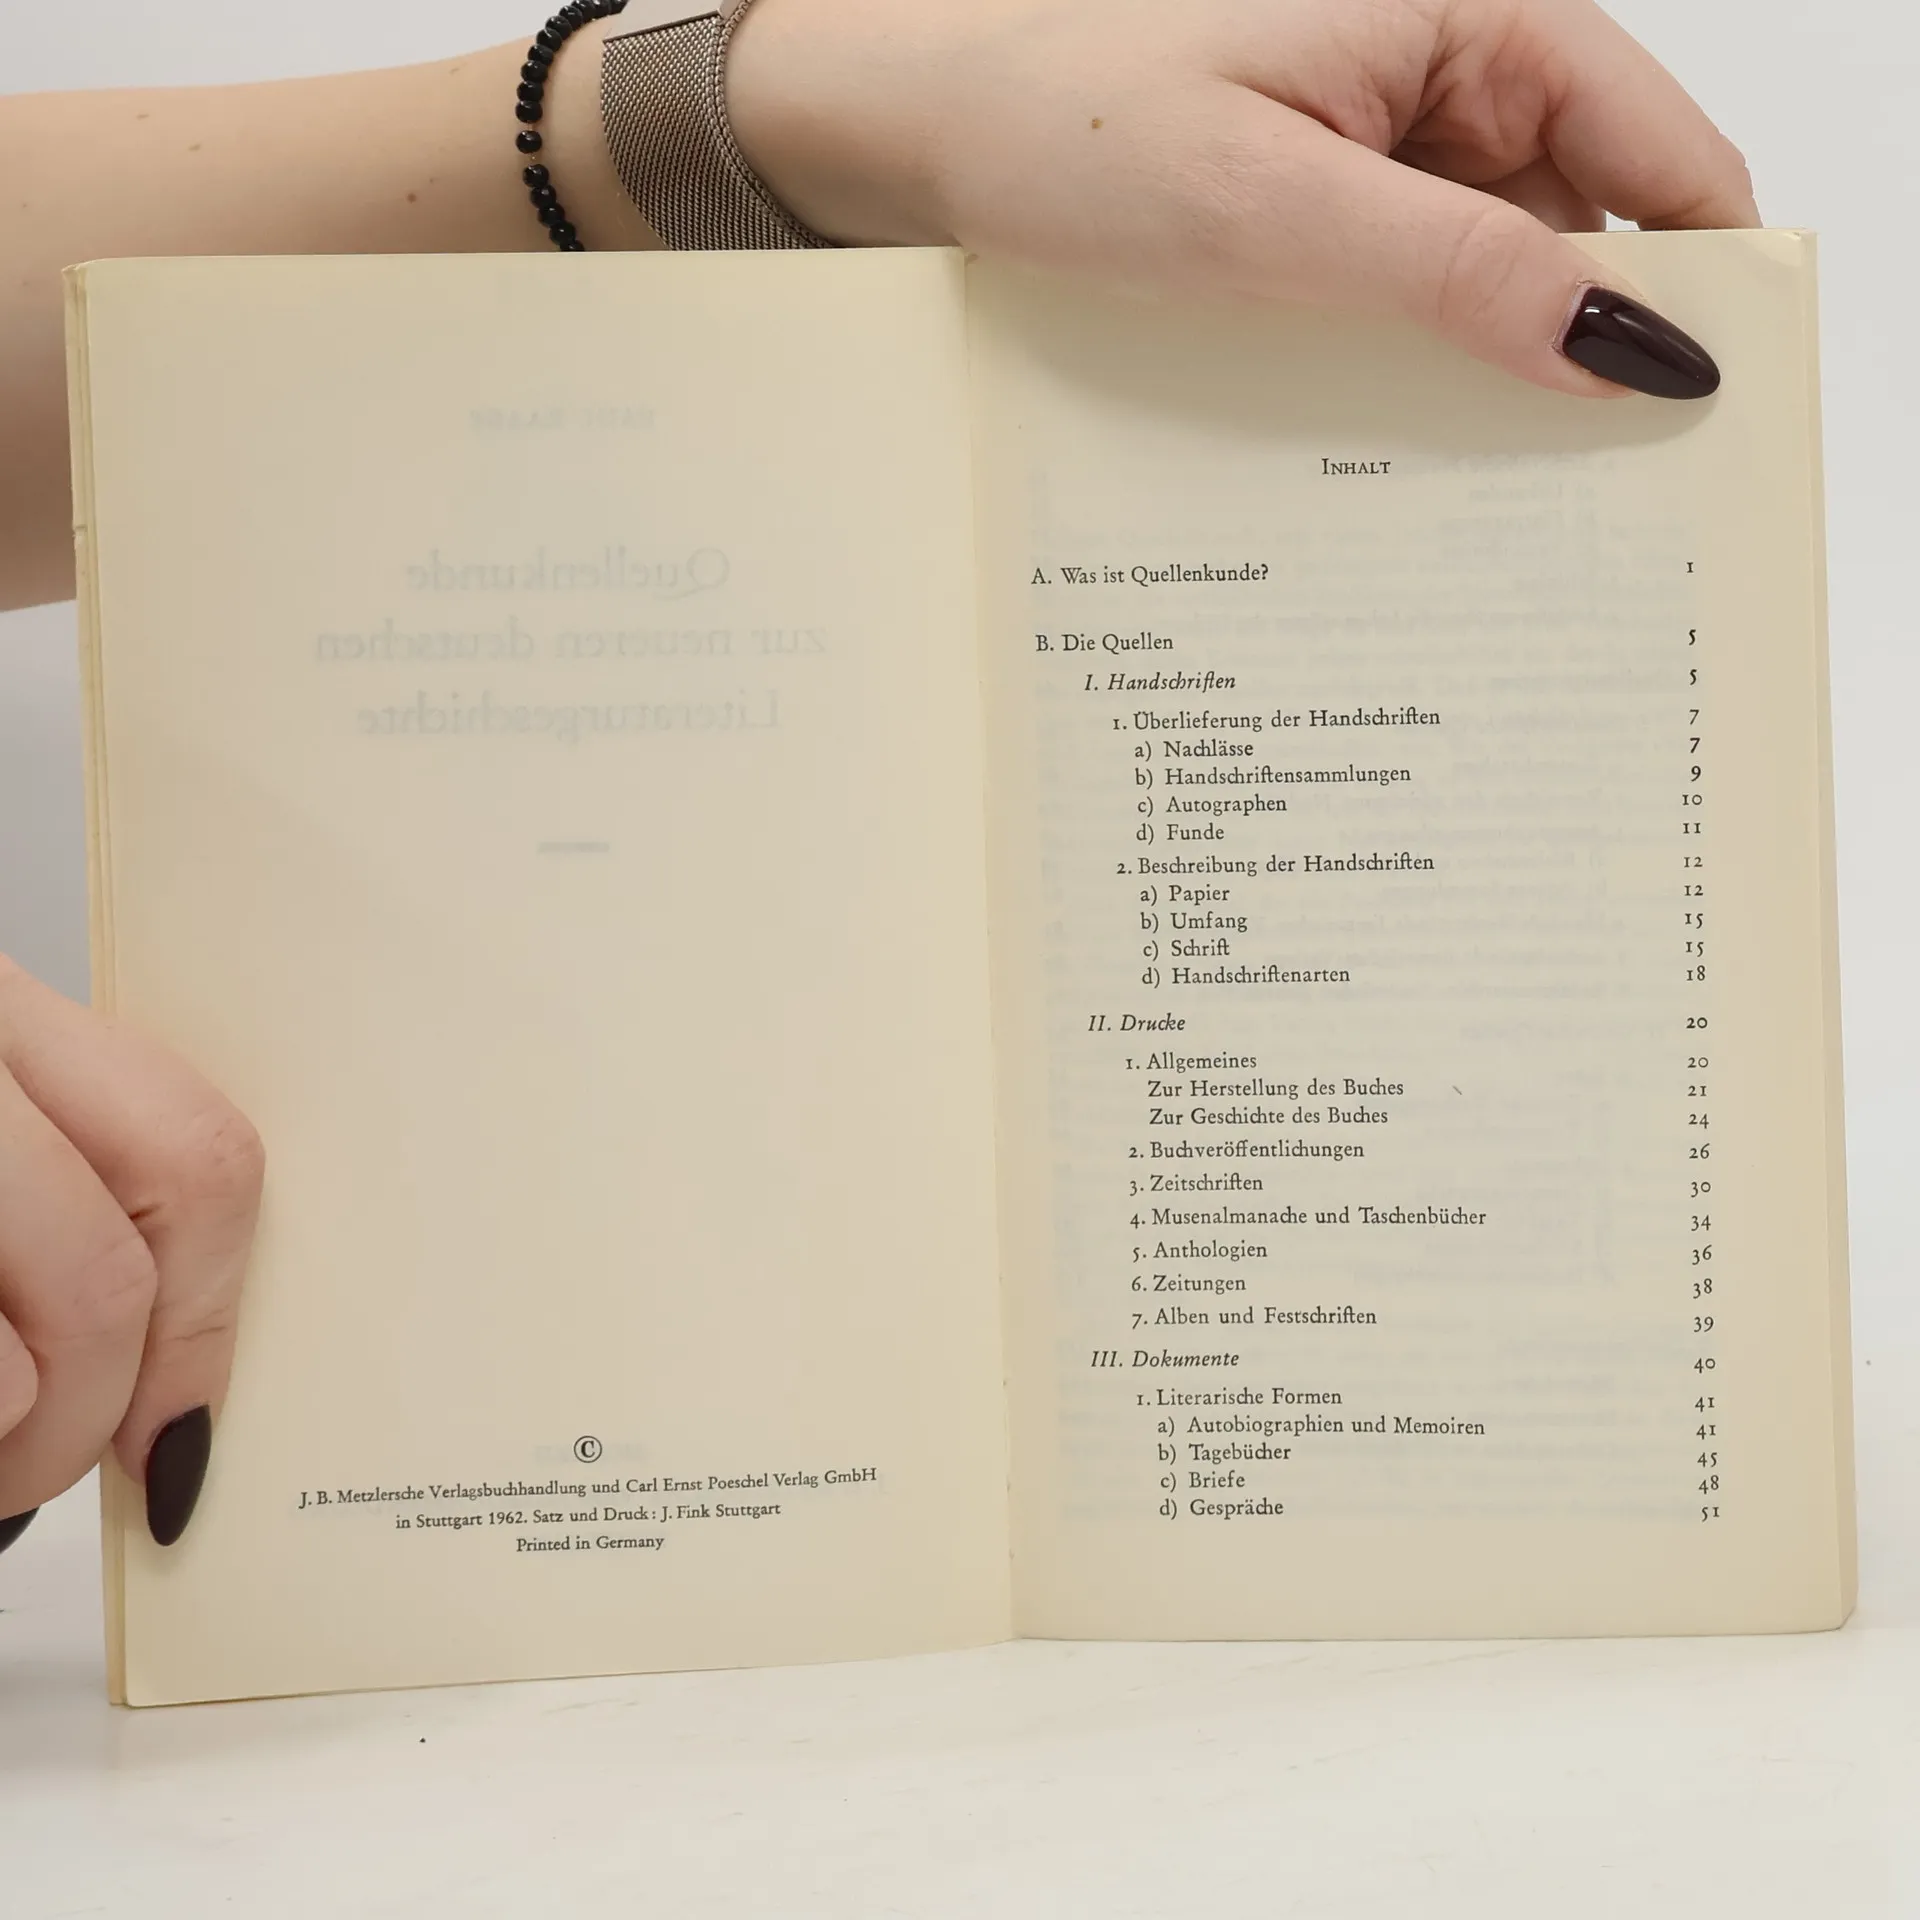 Quellenkunde
zur neueren deutschen
Literaturgeschichte
©
J. B. Metzlersche Verlagsbuchhandlung und Carl Ernst Poeschel Verlag GmbH
in Stuttgart 1962. Satz und Druck: J. Fink Stuttgart
Printed in Germany
INHALT
A. Was ist Quellenkunde? 1
B. Die Quellen 5
I. Handschriften 5
1. Überlieferung der Handschriften 7
a) Nachlässe 7
b) Handschriftensammlungen 9
c) Autographen 10
d) Funde 11
2. Beschreibung der Handschriften 12
a) Papier 12
b) Umfang 15
c) Schrift 15
d) Handschriftenarten 18
II. Drucke 20
1. Allgemeines 20
Zur Herstellung des Buches 21
Zur Geschichte des Buches 24
2. Buchveröffentlichungen 26
3. Zeitschriften 30
4. Musenalmanache und Taschenbücher 34
5. Anthologien 36
6. Zeitungen 38
7. Alben und Festschriften 39
III. Dokumente 40
1. Literarische Formen 41
a) Autobiographien und Memoiren 41
b) Tagebücher 45
c) Briefe 48
d) Gespräche 51